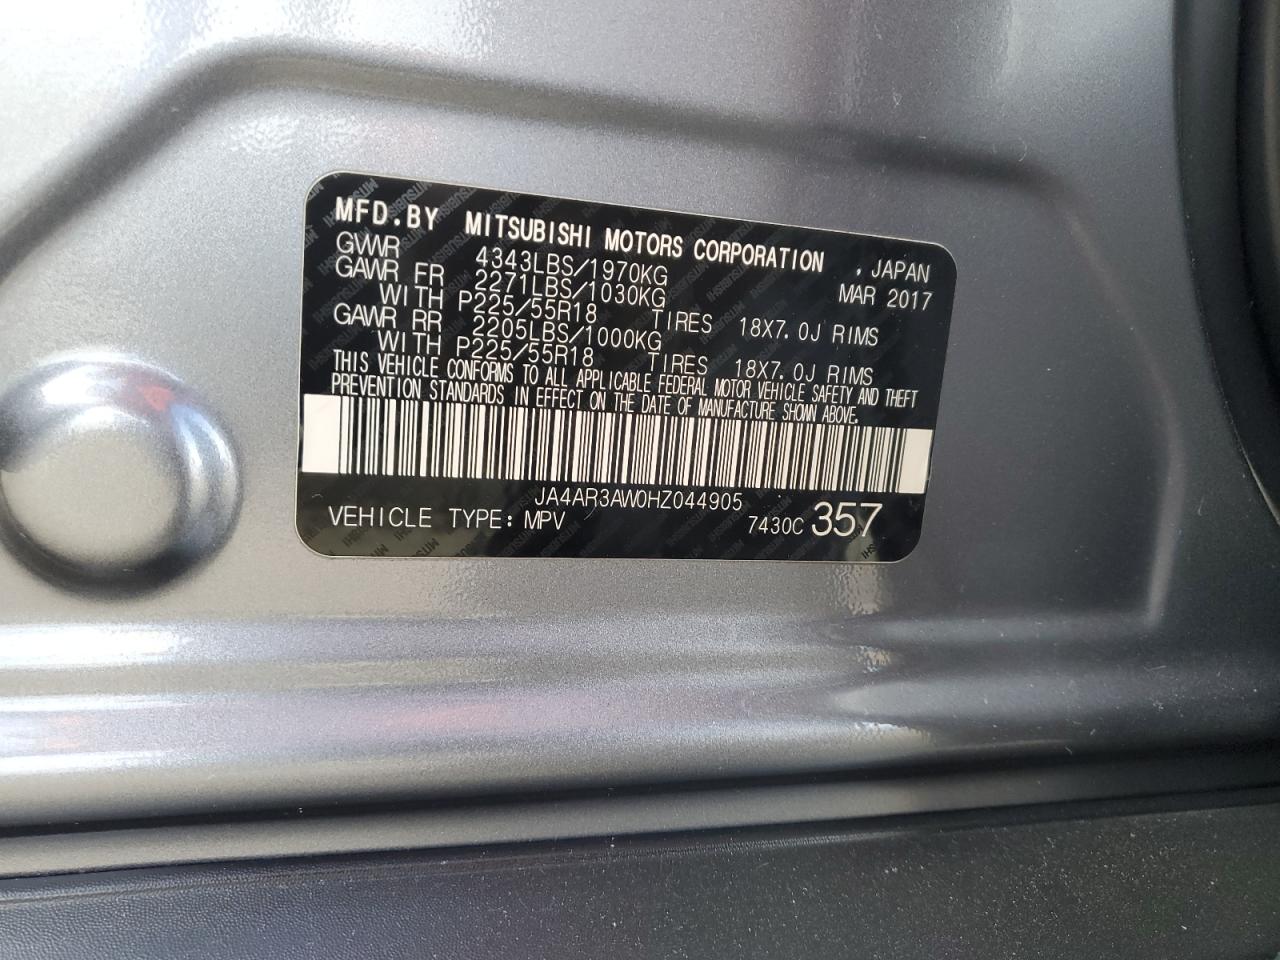 MFD.BY MITSUBISHI MOTORS CORPORATION , JAPAN
GVWR 4343LBS/1970KG MAR 2017
GAWR FR 2271LBS/1030KG
WITH P225/55R18 TIRES 18X7.0J RIMS
GAWR RR 2205LBS/1000KG
WITH P225/55R18 TIRES 18X7.0J RIMS
THIS VEHICLE CONFORMS TO ALL APPLICABLE FEDERAL MOTOR VEHICLE SAFETY AND THEFT
PREVENTION STANDARDS IN EFFECT ON THE DATE OF MANUFACTURE SHOWN ABOVE.
JA4AR3AW0HZ044905
VEHICLE TYPE: MPV 7430C 357